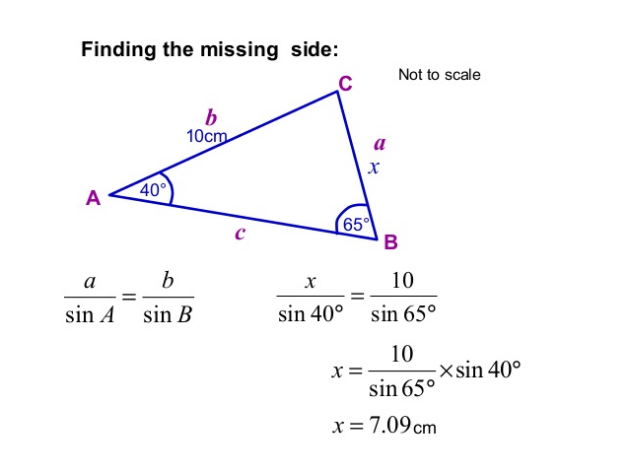 Finding the missing side:
Not to scale
C
b
10cm
a
x
A
40°
65°
c
B
a/sin A = b/sin B
x/sin 40° = 10/sin 65°
x = 10/sin 65° × sin 40°
x = 7.09cm